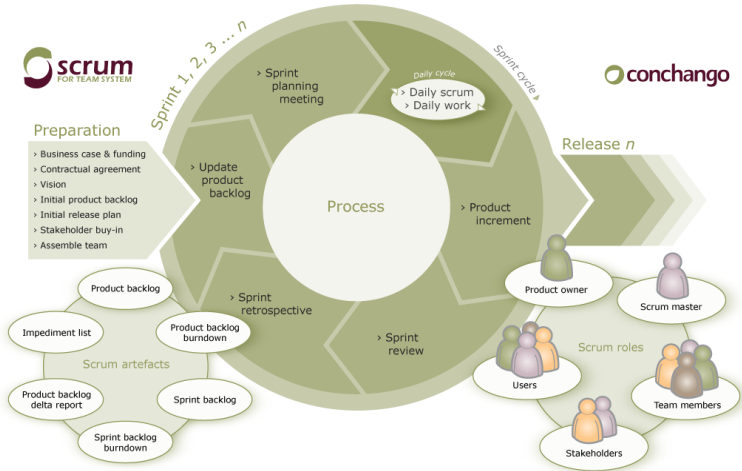 scrum
FOR TEAM SYSTEM
conchango
Sprint 1, 2, 3 ... n
Sprint cycle
Preparation
› Business case & funding
› Contractual agreement
› Vision
› Initial product backlog
› Initial release plan
› Stakeholder buy-in
› Assemble team
› Update
product
backlog
› Sprint
planning
meeting
Daily cycle
› Daily scrum
› Daily work
› Product
increment
› Sprint
review
› Sprint
retrospective
Process
Release n
Scrum artefacts
Product backlog
Product backlog
burndown
Sprint backlog
Sprint backlog
burndown
Product backlog
delta report
Impediment list
Scrum roles
Product owner
Scrum master
Team members
Stakeholders
Users